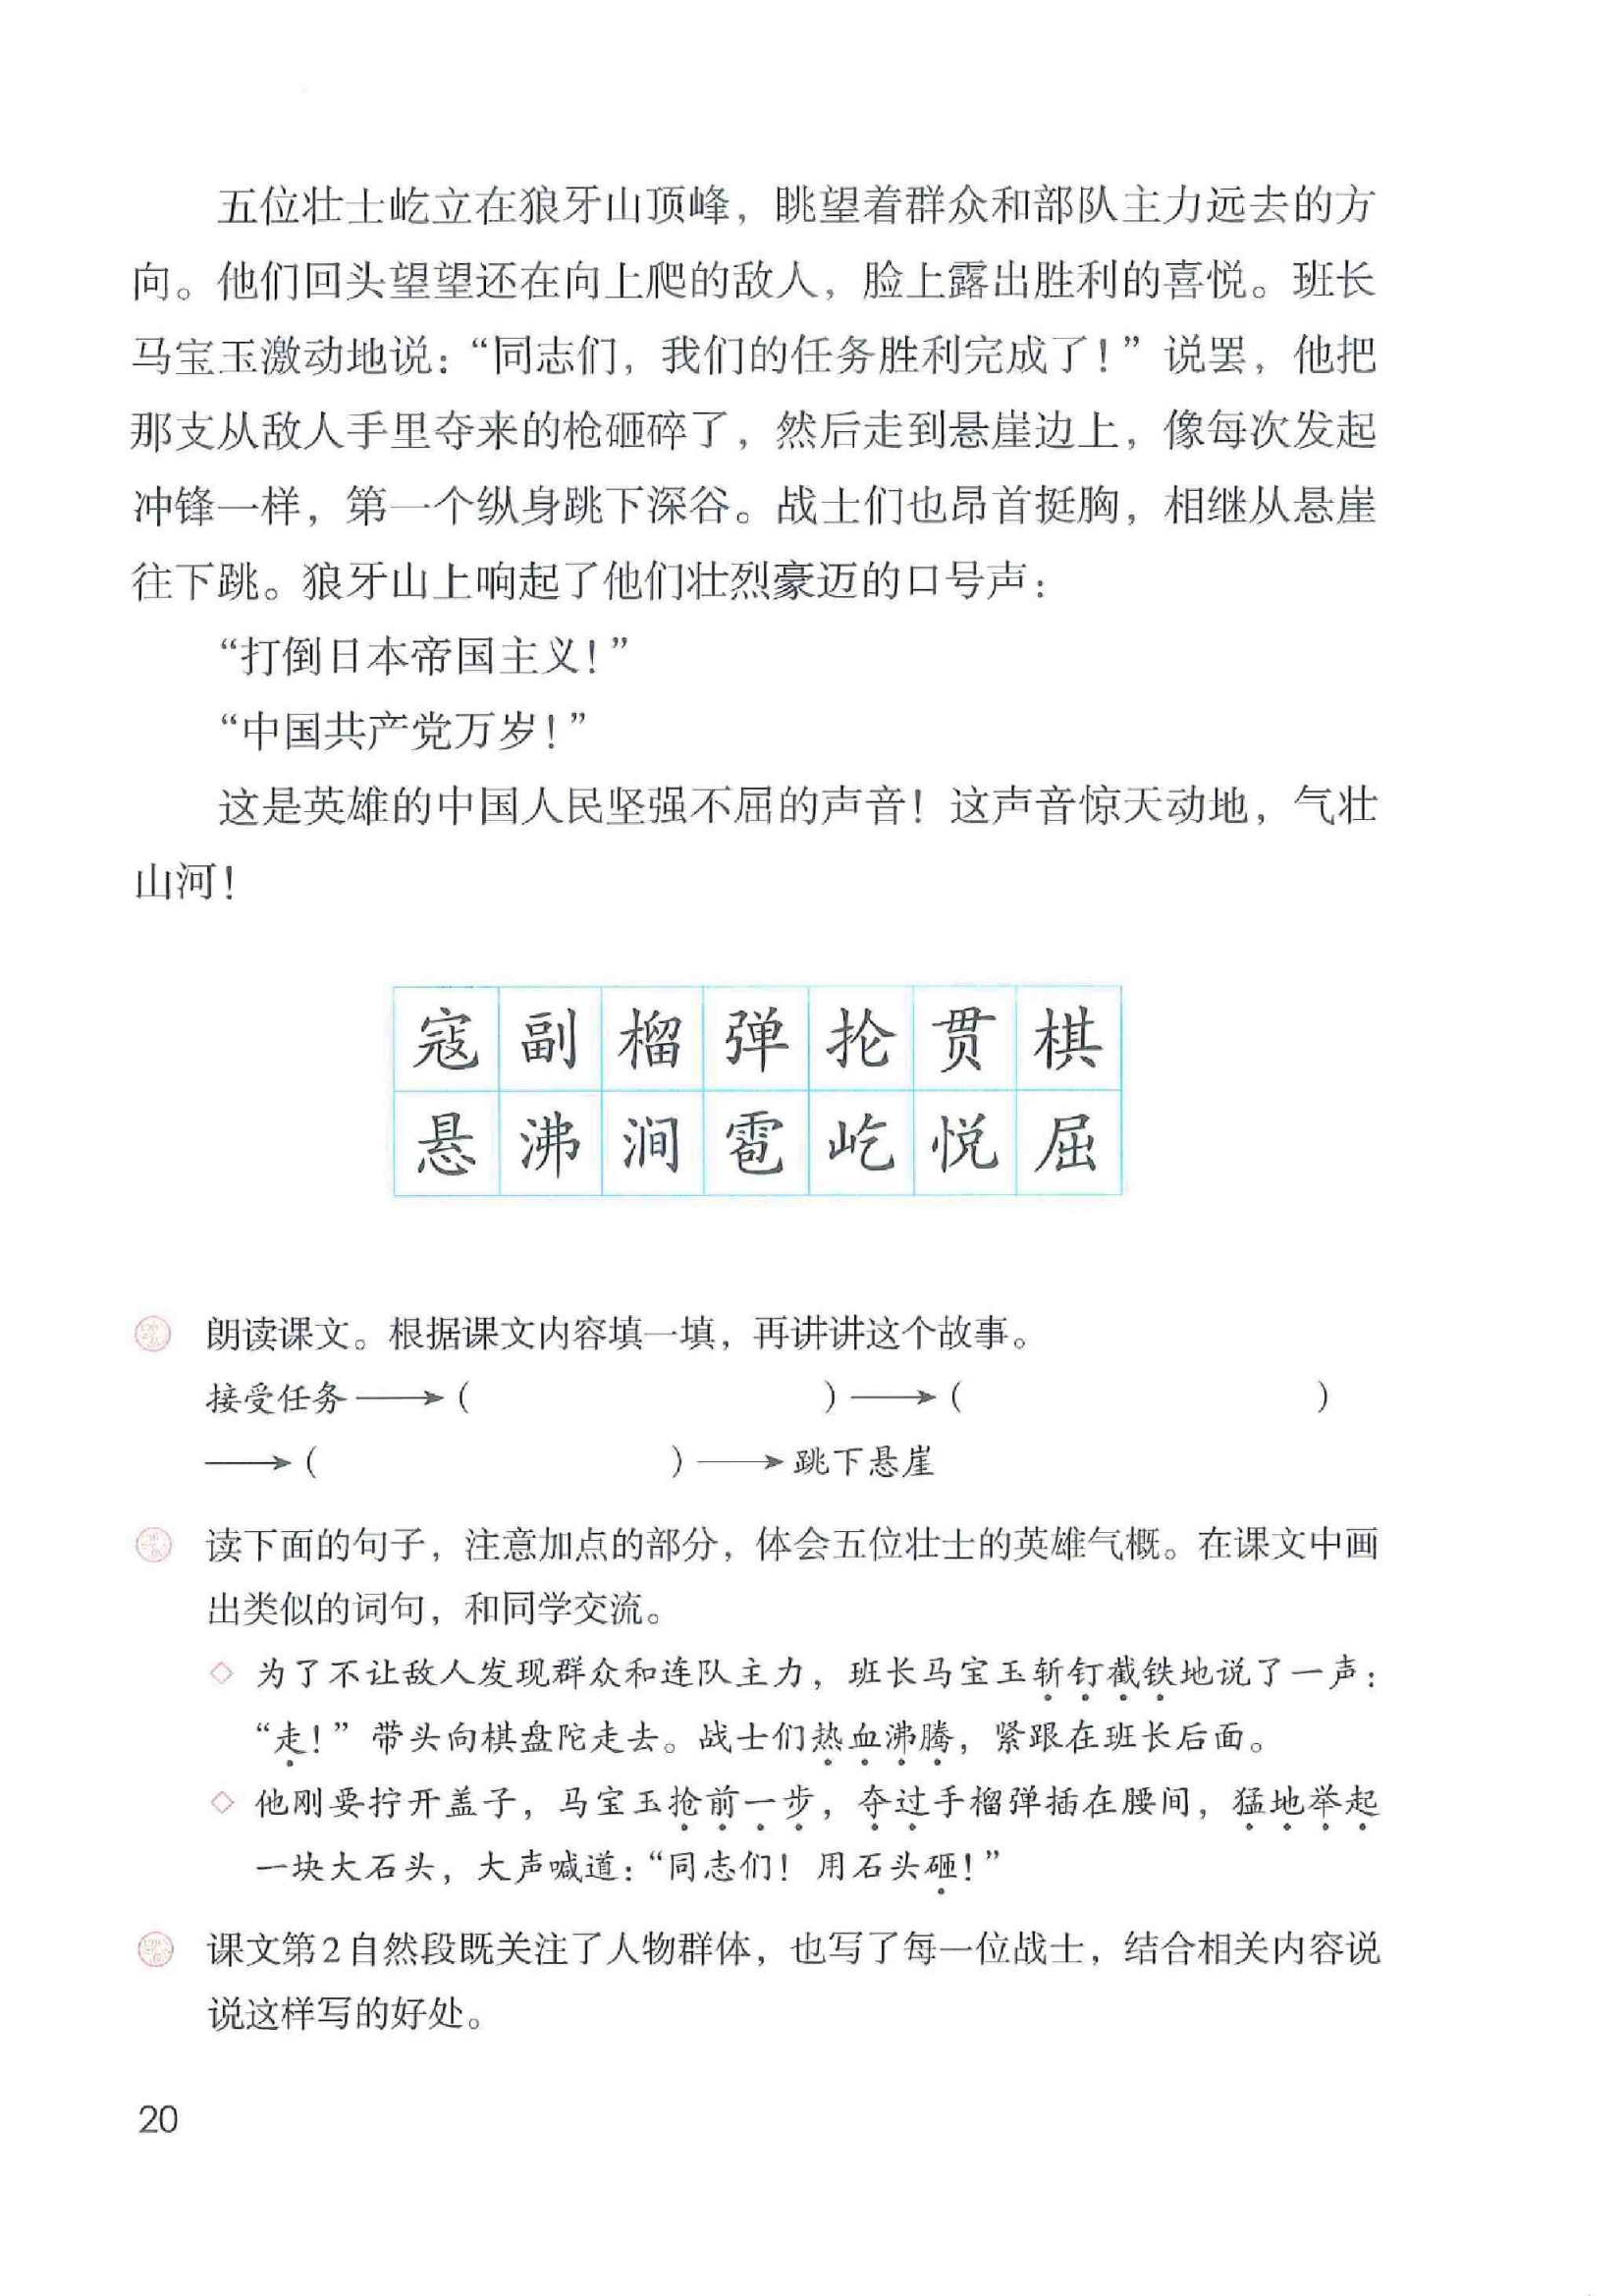 五位壮士屹立在狼牙山顶峰，眺望着群众和部队主力远去的方
向。他们回头望望还在向上爬的敌人，脸上露出胜利的喜悦。班长
马宝玉激动地说：“同志们，我们的任务胜利完成了！”说罢，他把
那支从敌人手里夺来的枪砸碎了，然后走到悬崖边上，像每次发起
冲锋一样，第一个纵身跳下深谷。战士们也昂首挺胸，相继从悬崖
往下跳。狼牙山上响起了他们壮烈豪迈的口号声：
“打倒日本帝国主义！”
“中国共产党万岁！”
这是英雄的中国人民坚强不屈的声音！这声音惊天动地，气壮
山河！
寇 副 榴 弹 抡 贯 棋
悬 沸 涧 雹 屹 悦 屈
朗读课文。根据课文内容填一填，再讲讲这个故事。
接受任务→（ ）→（ ）
→（ ）→跳下悬崖
读下面的句子，注意加点的部分，体会五位壮士的英雄气概。在课文中画
出类似的词句，和同学交流。
◇ 为了不让敌人发现群众和连队主力，班长马宝玉斩钉截铁地说了一声：
“走！”带头向棋盘陀走去。战士们热血沸腾，紧跟在班长后面。
◇ 他刚要拧开盖子，马宝玉抢前一步，夺过手榴弹插在腰间，猛地举起
一块大石头，大声喊道：“同志们！用石头砸！”
课文第2自然段既关注了人物群体，也写了每一位战士，结合相关内容说
说这样写的好处。
20